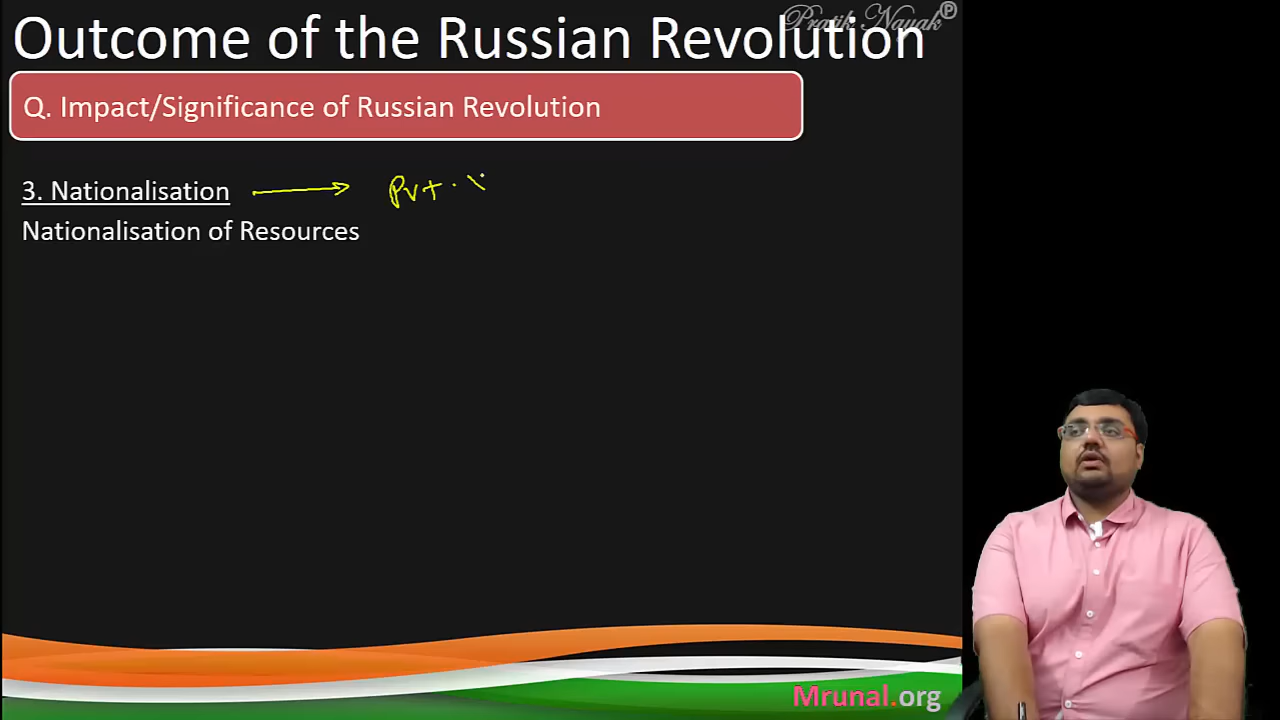 Pratik Nayak ℗
Outcome of the Russian Revolution
Q. Impact/Significance of Russian Revolution
3. Nationalisation → Pvt.
Nationalisation of Resources
Mrunal.org